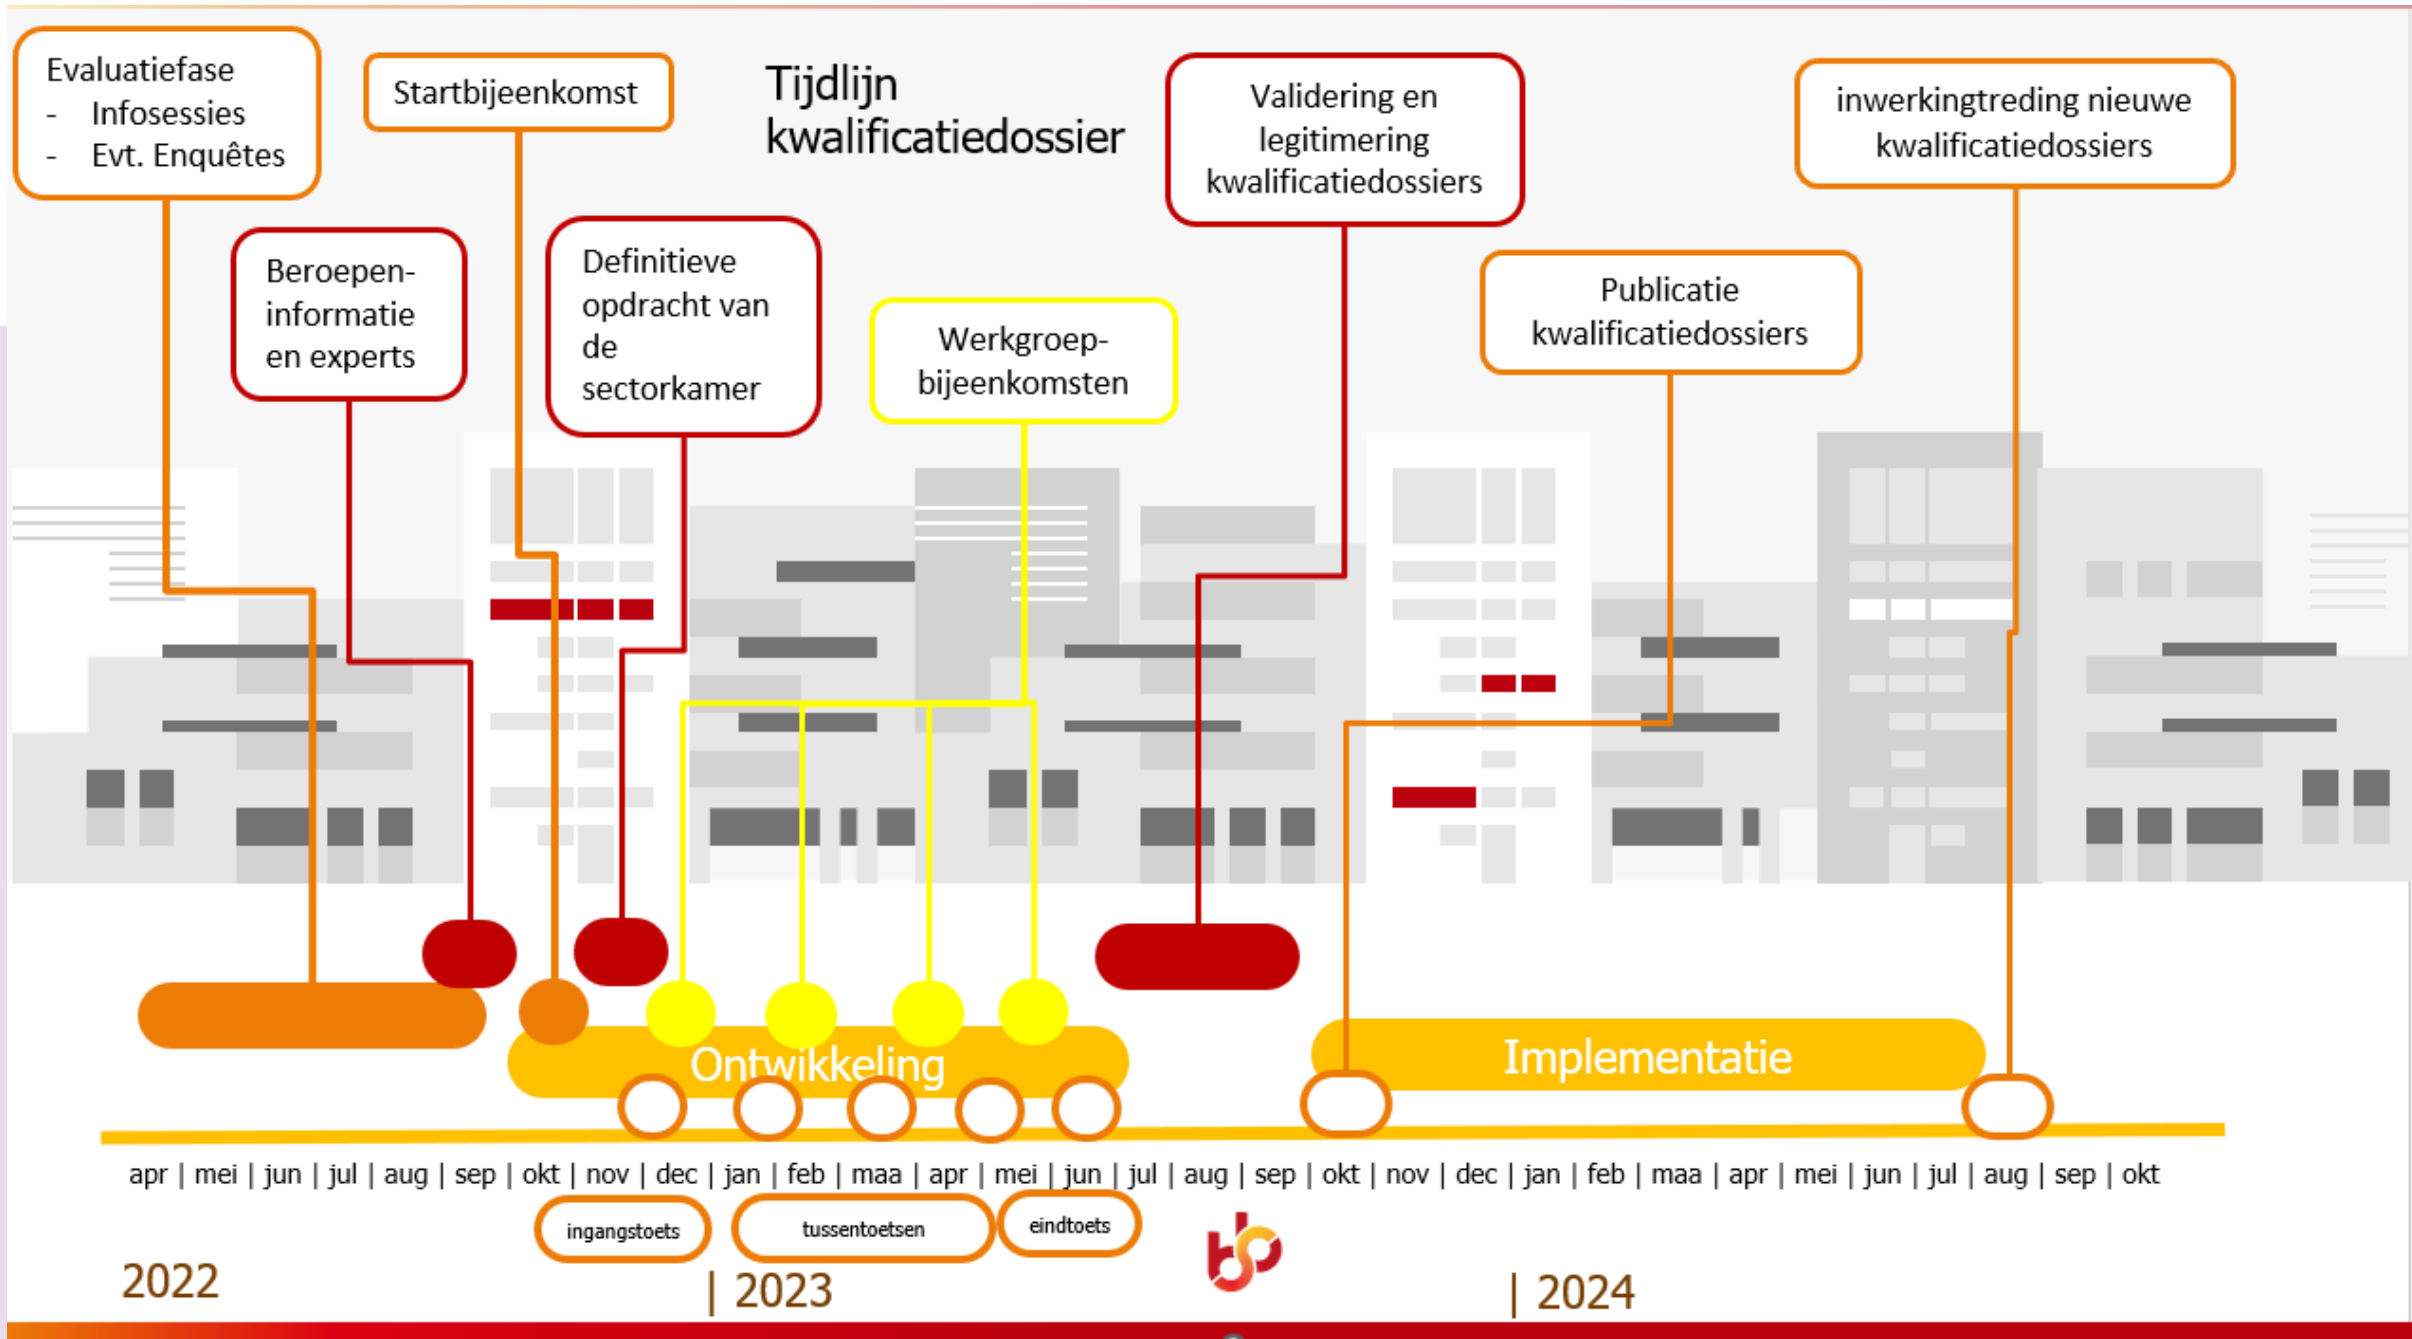 Evaluatiefase
- Infosessies
- Evt. Enquêtes
Startbijeenkomst
Tijdlijn
kwalificatiedossier
Validering en
legitimering
kwalificatiedossiers
inwerkingtreding nieuwe
kwalificatiedossiers
Beroepen-
informatie
en experts
Definitieve
opdracht van
de
sectorkamer
Werkgroep-
bijeenkomsten
Publicatie
kwalificatiedossiers
Ontwikkeling
Implementatie
apr | mei | jun | jul | aug | sep | okt | nov | dec | jan | feb | maa | apr | mei | jun | jul | aug | sep | okt | nov | dec | jan | feb | maa | apr | mei | jun | jul | aug | sep | okt
ingangstoets
tussentoetsen
eindtoets
2022
| 2023
| 2024